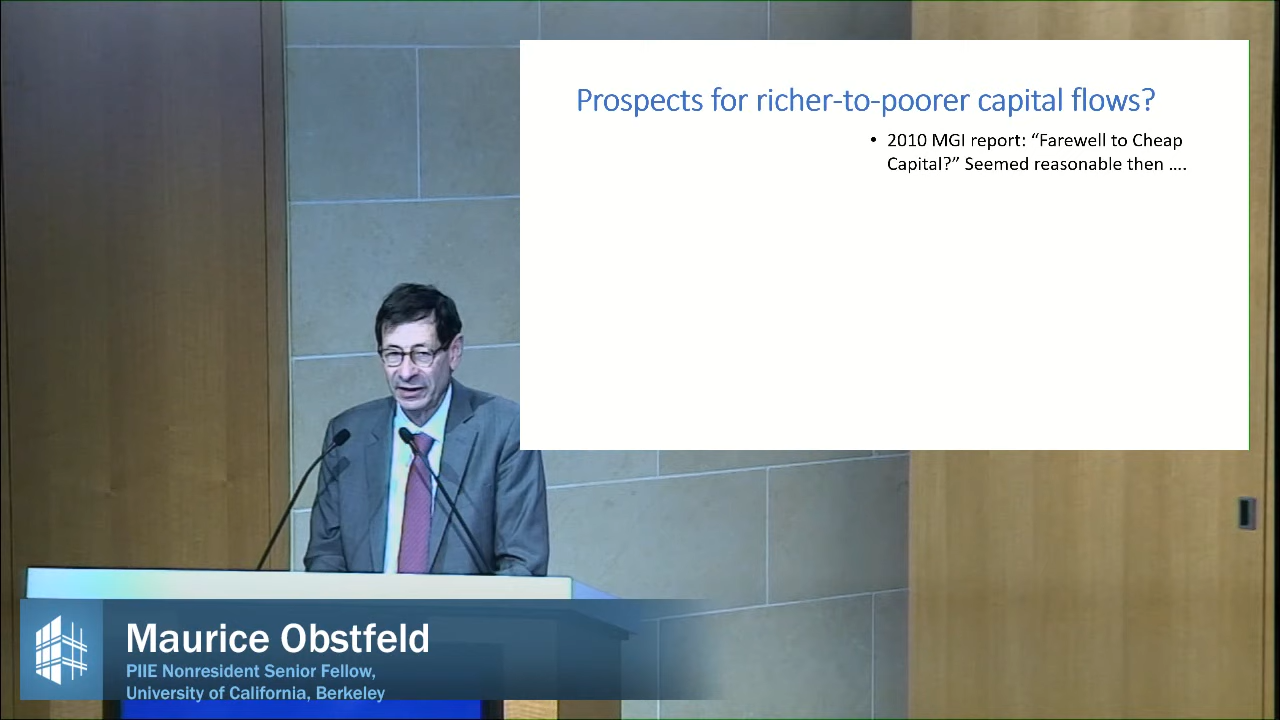 Prospects for richer-to-poorer capital flows?
• 2010 MGI report: “Farewell to Cheap
Capital?” Seemed reasonable then ....
Maurice Obstfeld
PIIE Nonresident Senior Fellow,
University of California, Berkeley